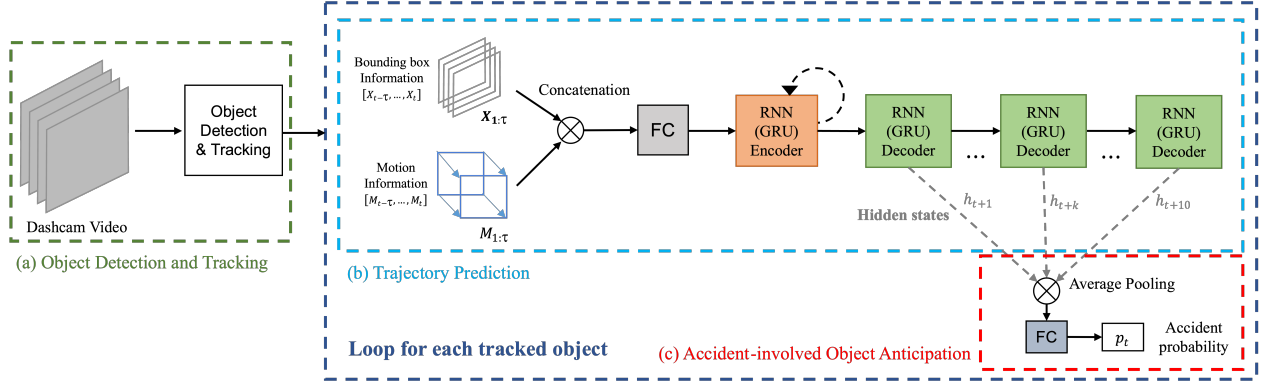 Dashcam Video
Object
Detection
& Tracking
(a) Object Detection and Tracking
Bounding box
Information
[X_{t−τ}, …, X_t]
X_{1:τ}
Motion
Information
[M_{t−τ}, …, M_t]
M_{1:τ}
Concatenation
FC
RNN
(GRU)
Encoder
RNN
(GRU)
Decoder
...
RNN
(GRU)
Decoder
...
RNN
(GRU)
Decoder
Hidden states
h_{t+1}
h_{t+k}
h_{t+10}
(b) Trajectory Prediction
Average Pooling
FC
p_t
Accident
probability
Loop for each tracked object
(c) Accident-involved Object Anticipation